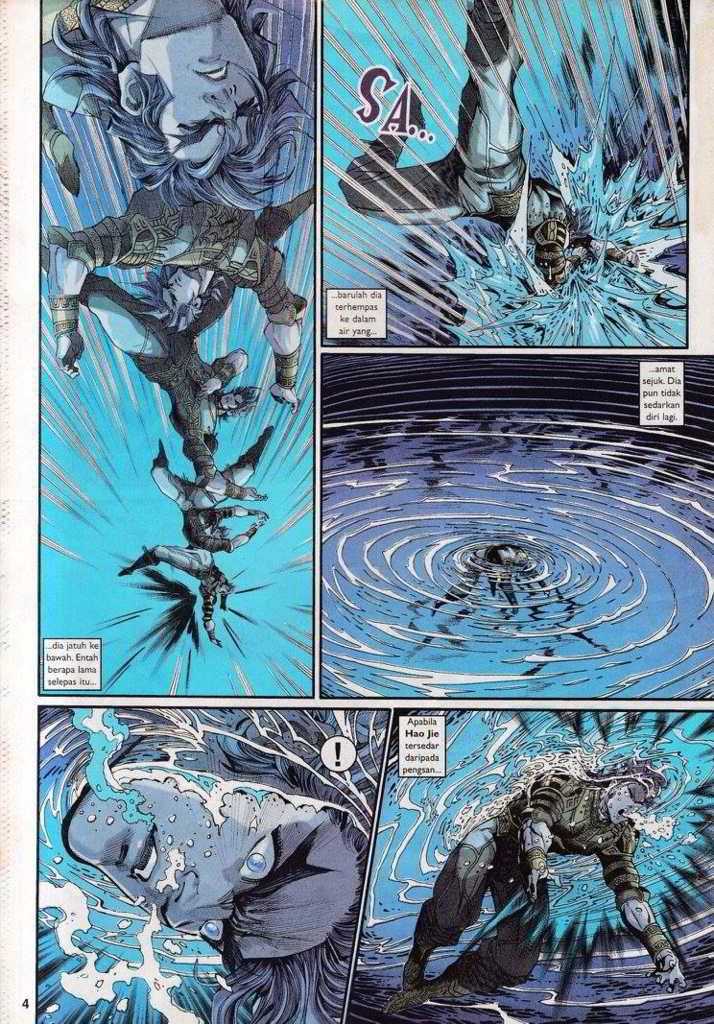 ...dia jatuh ke
bawah. Entah
berapa lama
selepas itu...
SA...
...barulah dia
terhempas
ke dalam
air yang...
...amat
sejuk. Dia
pun tidak
sedarkan
diri lagi.
!
Apabila
Hao Jie
tersedar
daripada
pengsan...
4